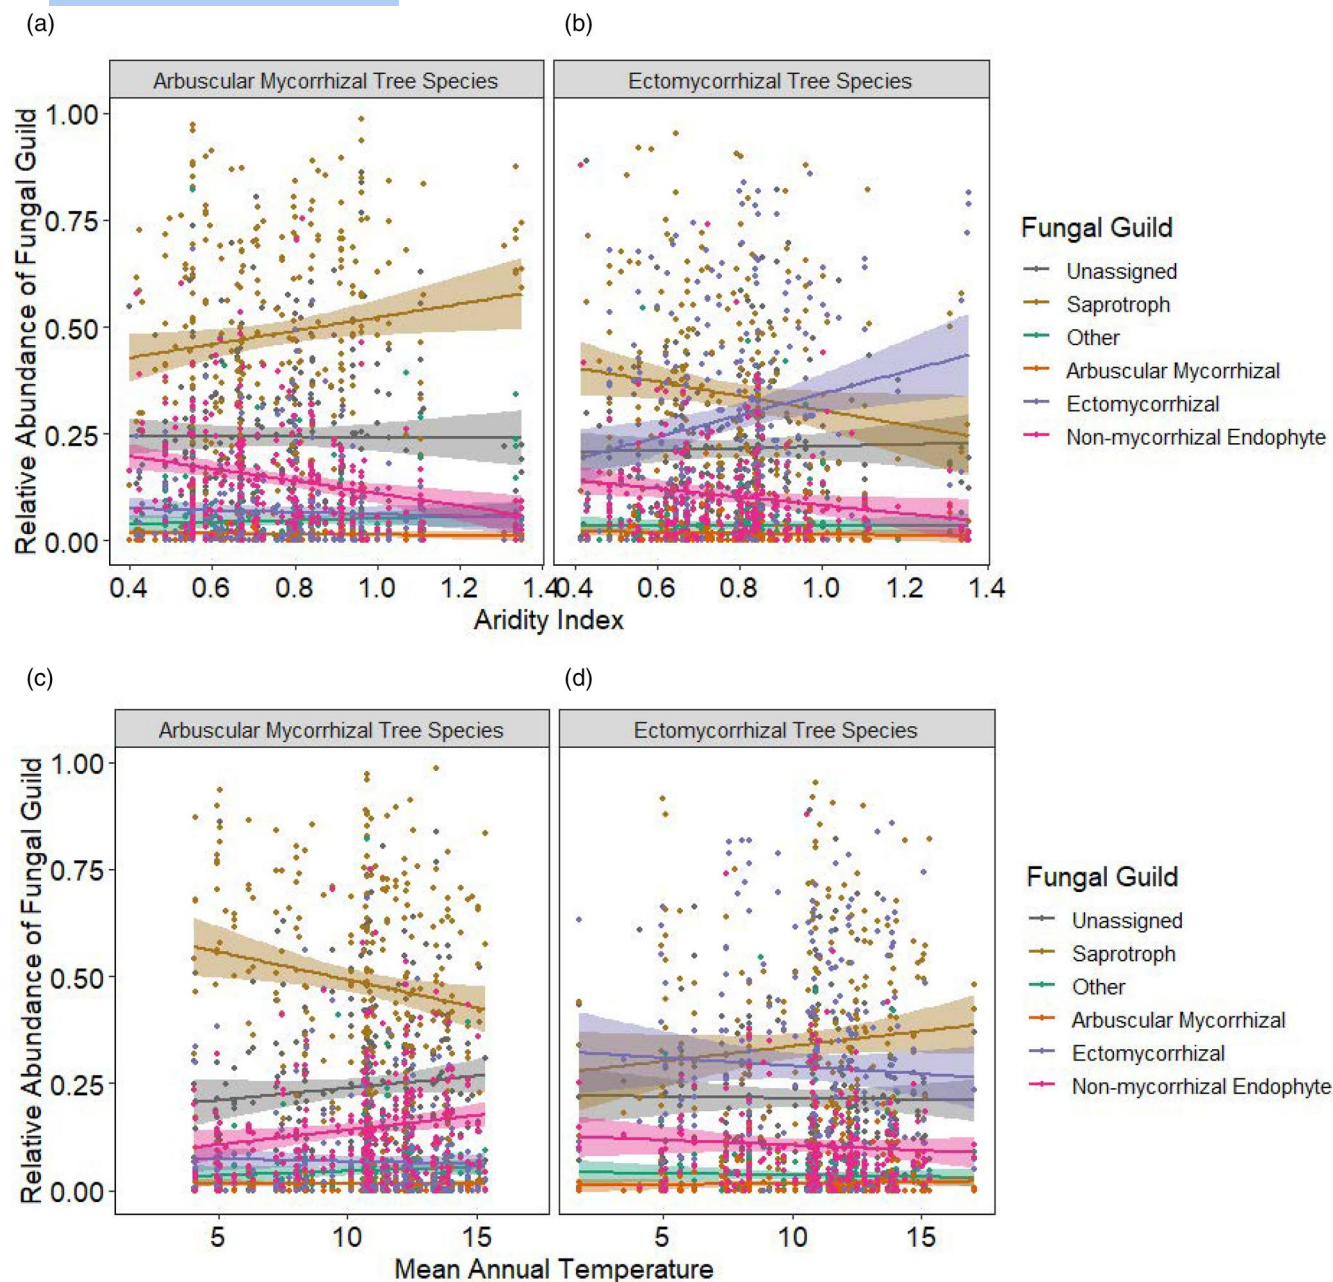 (a)
(b)
Arbuscular Mycorrhizal Tree Species
Ectomycorrhizal Tree Species
Relative Abundance of Fungal Guild
1.00
0.75
0.50
0.25
0.00
0.4 0.6 0.8 1.0 1.2 1.4
0.4 0.6 0.8 1.0 1.2 1.4
Aridity Index
Fungal Guild
Unassigned
Saprotroph
Other
Arbuscular Mycorrhizal
Ectomycorrhizal
Non-mycorrhizal Endophyte
(c)
(d)
Arbuscular Mycorrhizal Tree Species
Ectomycorrhizal Tree Species
Relative Abundance of Fungal Guild
1.00
0.75
0.50
0.25
0.00
5 10 15
5 10 15
Mean Annual Temperature
Fungal Guild
Unassigned
Saprotroph
Other
Arbuscular Mycorrhizal
Ectomycorrhizal
Non-mycorrhizal Endophyte